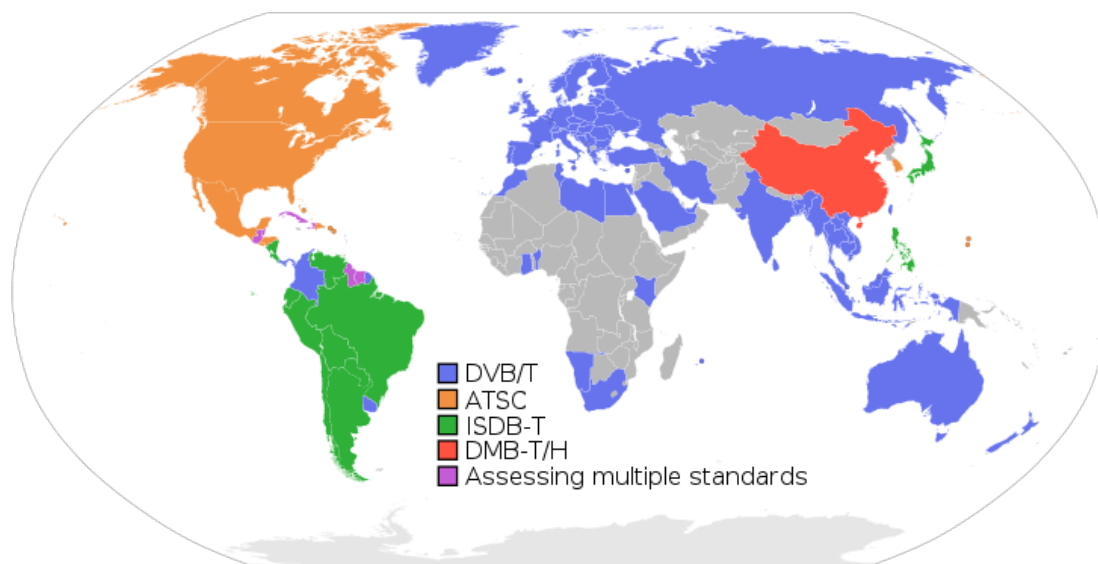 DVB/T
ATSC
ISDB-T
DMB-T/H
Assessing multiple standards